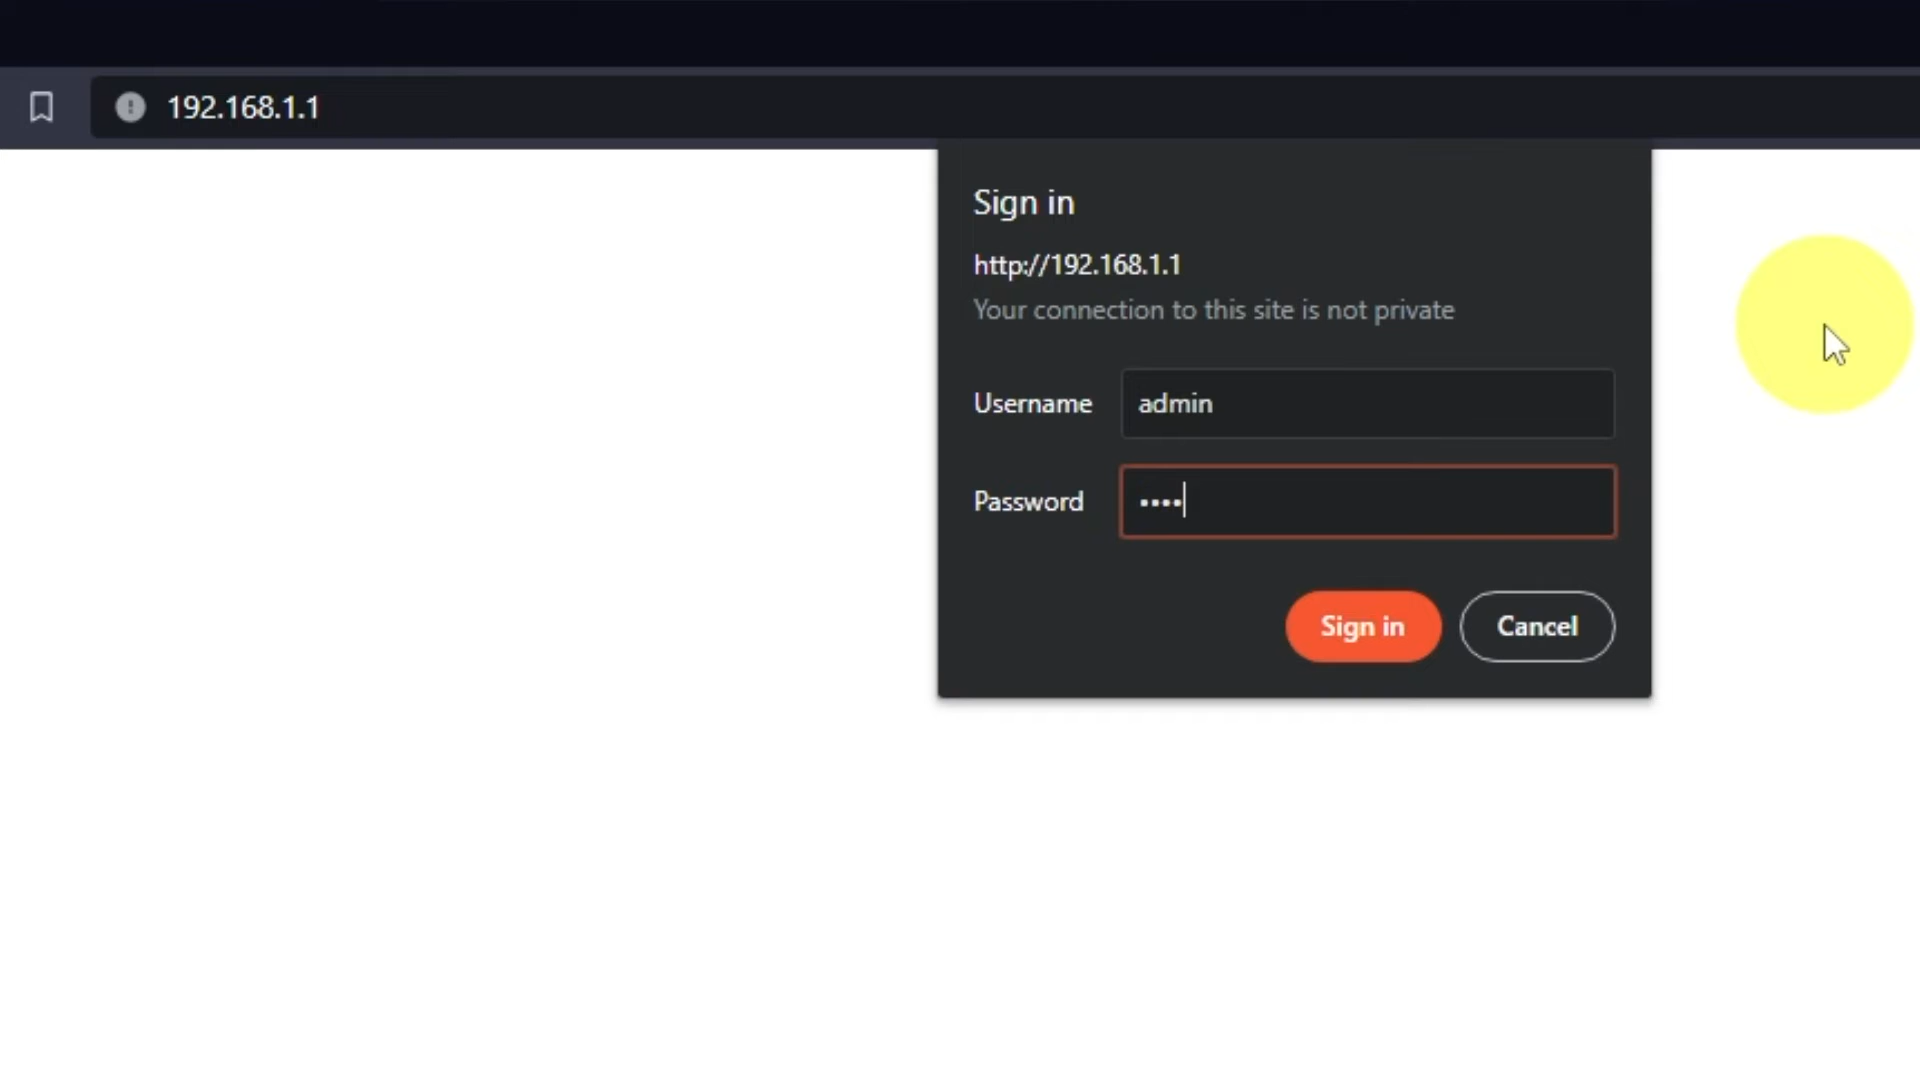 192.168.1.1
Sign in
http://192.168.1.1
Your connection to this site is not private
Username admin
Password ••••
Sign in Cancel